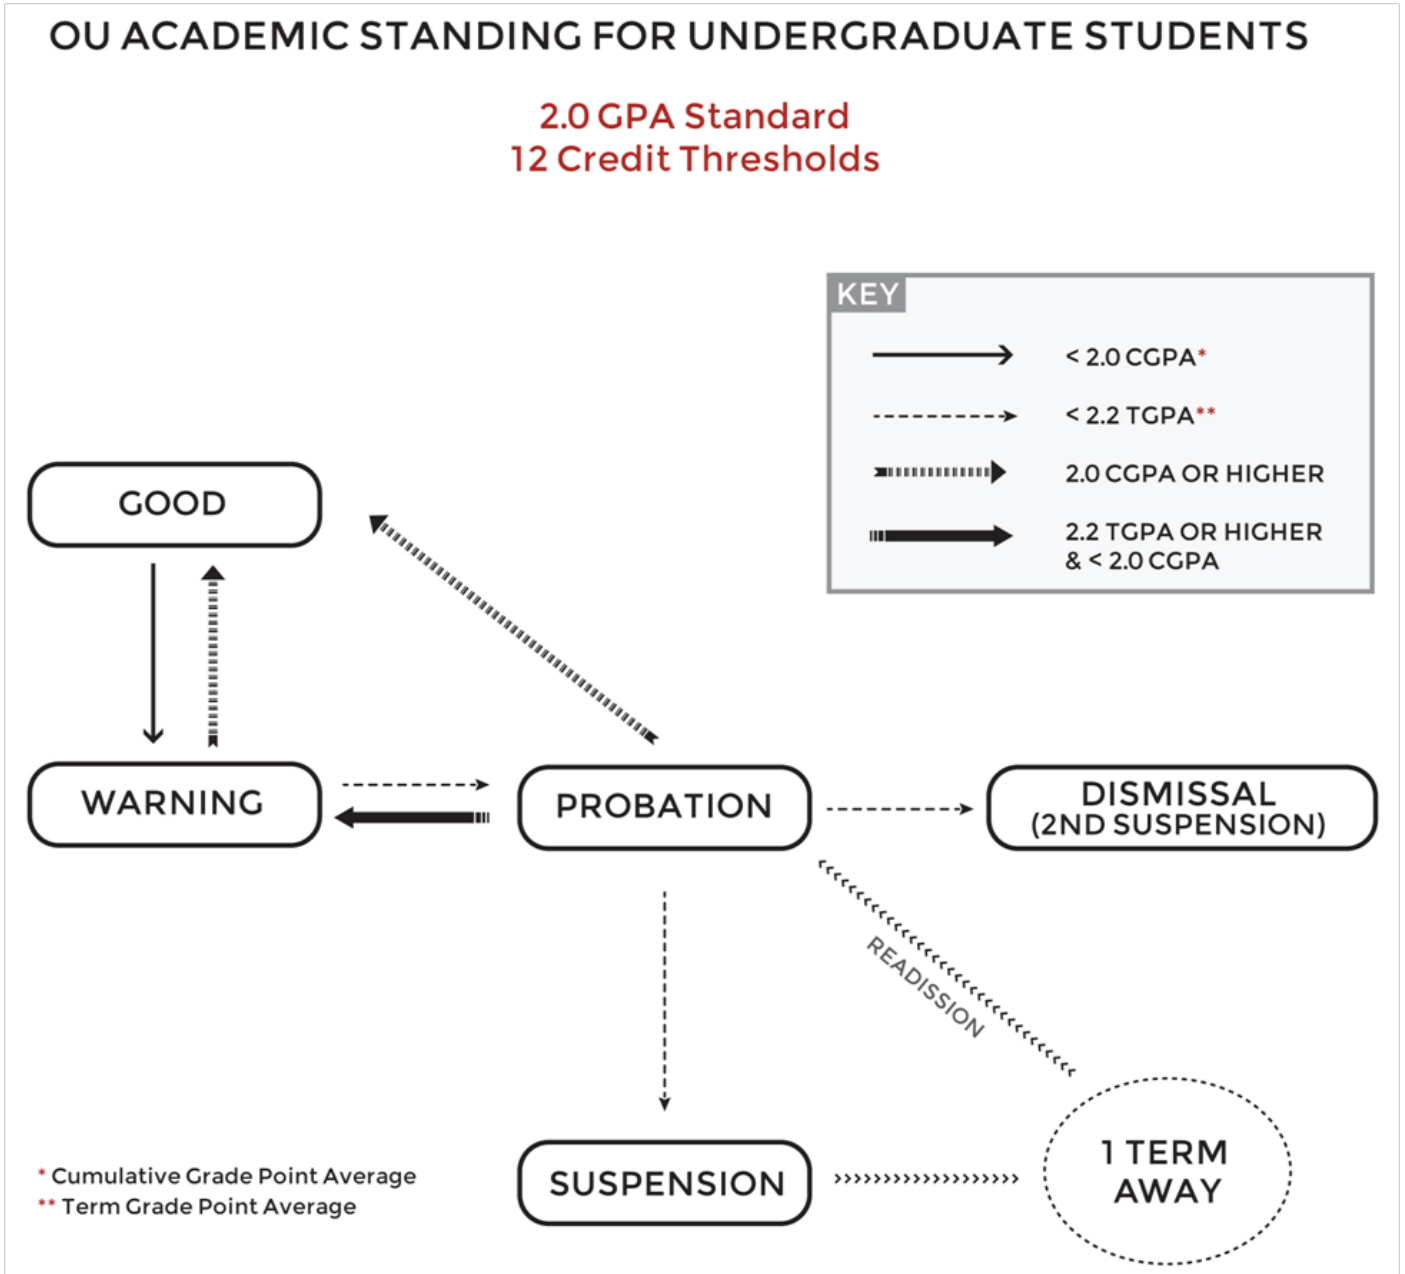 OU ACADEMIC STANDING FOR UNDERGRADUATE STUDENTS
2.0 GPA Standard
12 Credit Thresholds
KEY
< 2.0 CGPA*
< 2.2 TGPA**
2.0 CGPA OR HIGHER
2.2 TGPA OR HIGHER
& < 2.0 CGPA
GOOD
WARNING
PROBATION
DISMISSAL
(2ND SUSPENSION)
READISSION
SUSPENSION
1 TERM
AWAY
* Cumulative Grade Point Average
** Term Grade Point Average